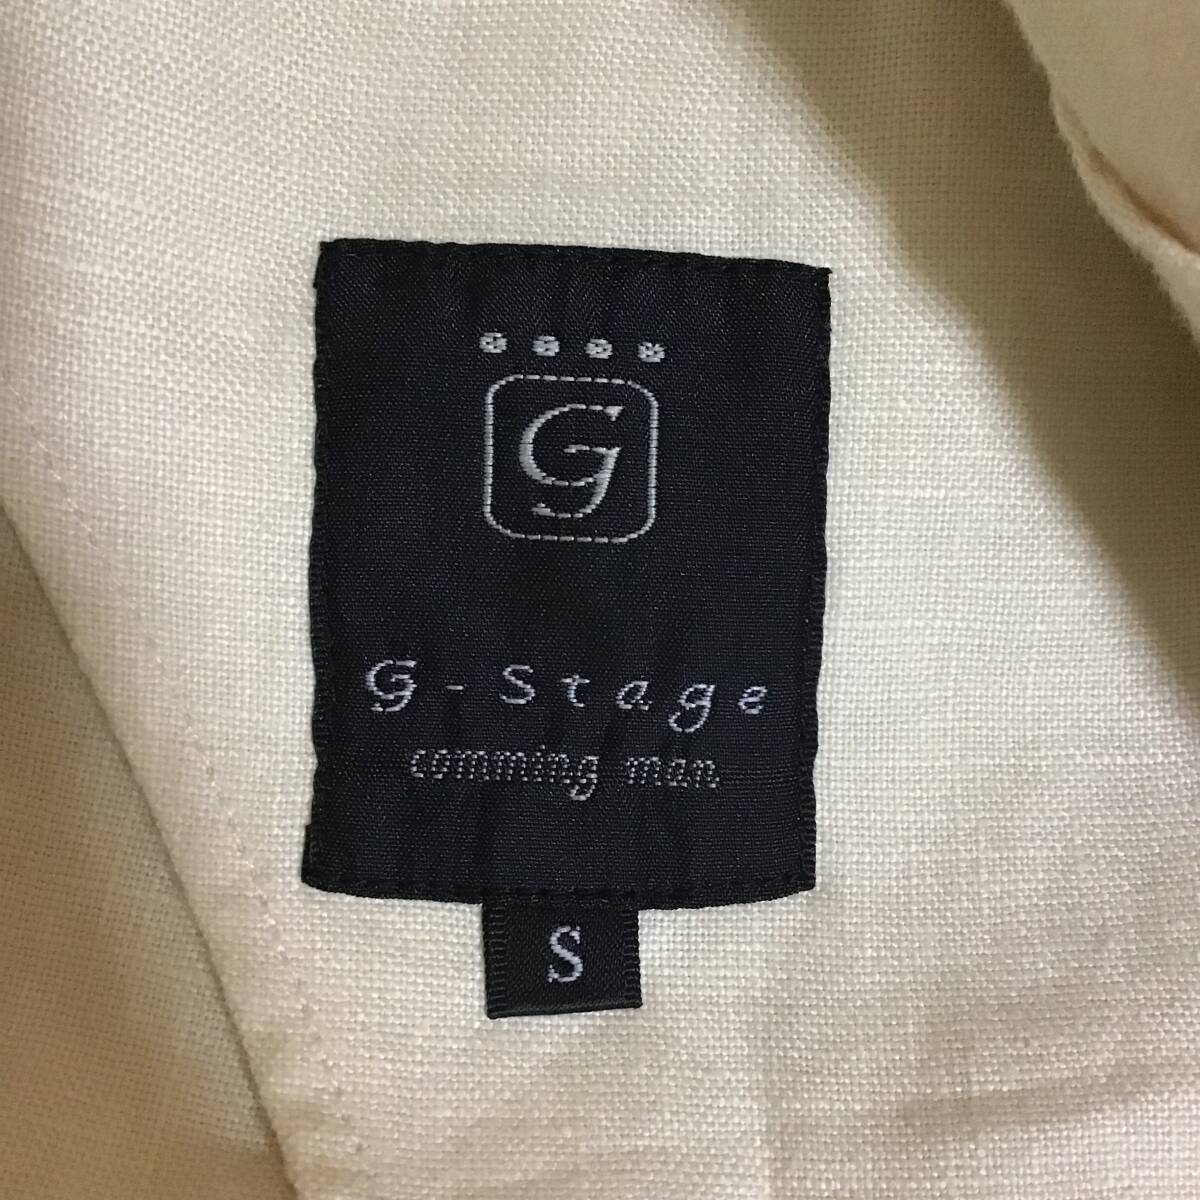 G
G-Stage
comming man.
S